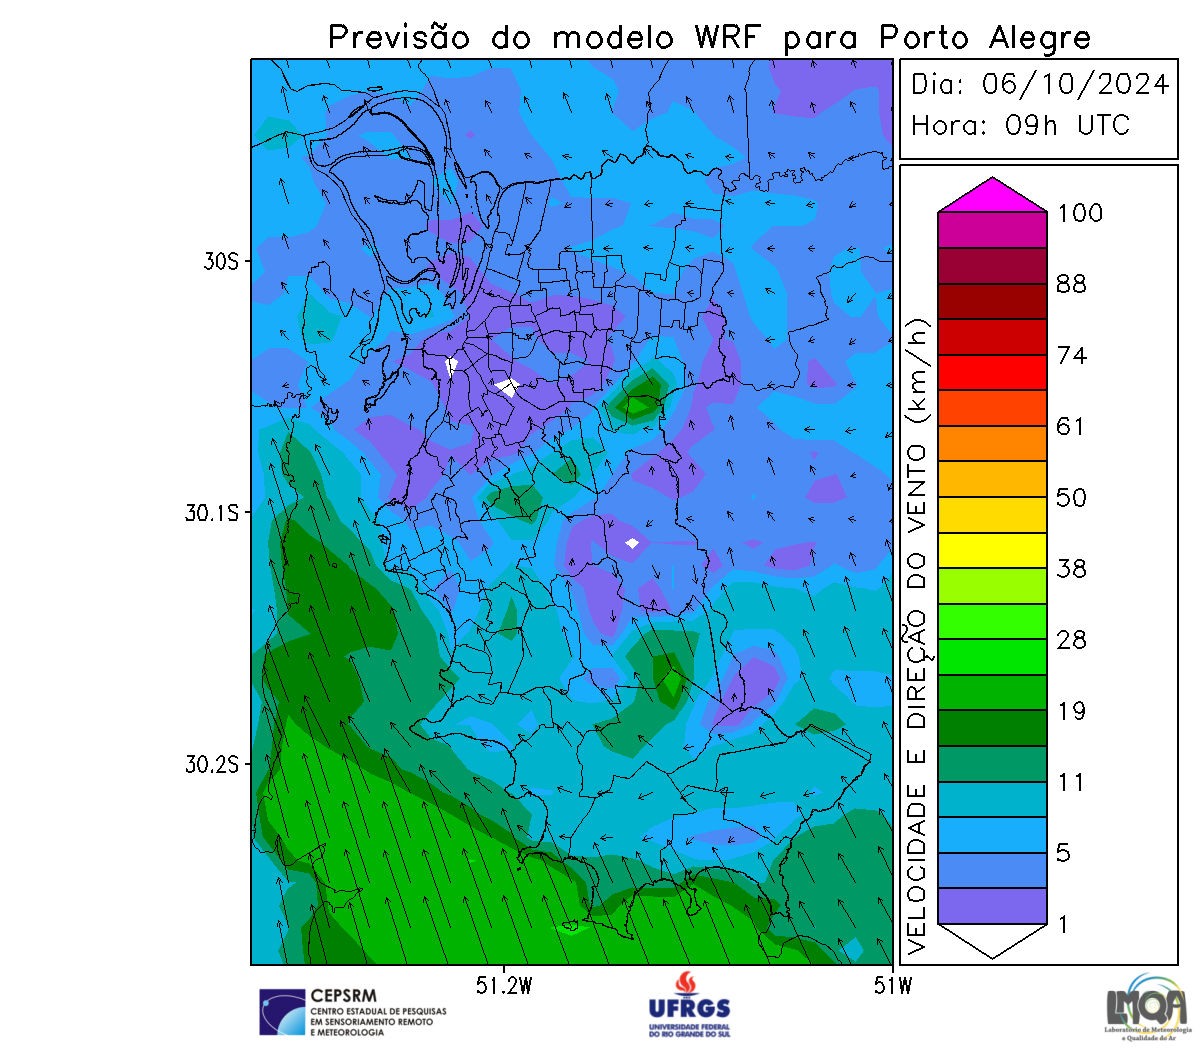 Previsão do modelo WRF para Porto Alegre
Dia: 06/10/2024
Hora: 09h UTC
30S
30.1S
30.2S
51.2W
51W
VELOCIDADE E DIREÇÃO DO VENTO (km/h)
100
88
74
61
50
38
28
19
11
5
1
CEPSRM
CENTRO ESTADUAL DE PESQUISAS
EM SENSORIAMENTO REMOTO
E METEOROLOGIA
UFRGS
UNIVERSIDADE FEDERAL
DO RIO GRANDE DO SUL
LMQA
Laboratório de Meteorologia
e Qualidade do Ar